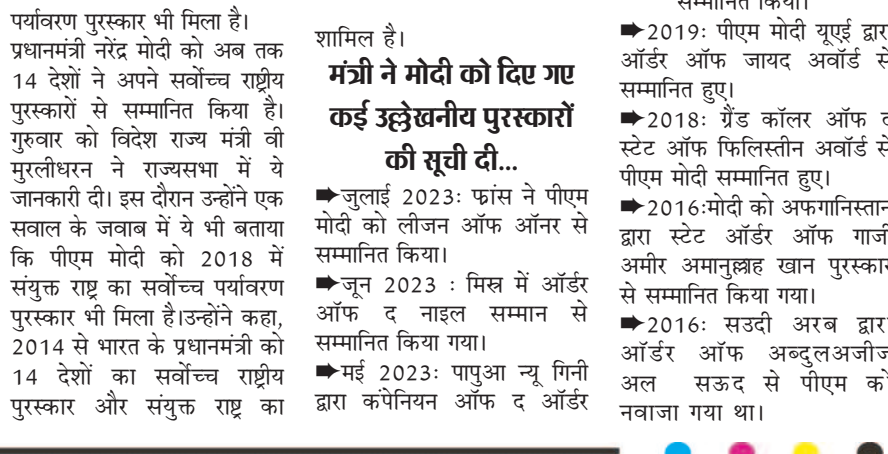 पर्यावरण पुरस्कार भी मिला है।
प्रधानमंत्री नरेंद्र मोदी को अब तक
14 देशों ने अपने सर्वोच्च राष्ट्रीय
पुरस्कारों से सम्मानित किया है।
गुरुवार को विदेश राज्य मंत्री वी
मुरलीधरन ने राज्यसभा में ये
जानकारी दी। इस दौरान उन्होंने एक
सवाल के जवाब में ये भी बताया
कि पीएम मोदी को 2018 में
संयुक्त राष्ट्र का सर्वोच्च पर्यावरण
पुरस्कार भी मिला है।उन्होंने कहा,
2014 से भारत के प्रधानमंत्री को
14 देशों का सर्वोच्च राष्ट्रीय
पुरस्कार और संयुक्त राष्ट्र का
शामिल है।
मंत्री ने मोदी को दिए गए
कई उल्लेखनीय पुरस्कारों
की सूची दी...
➡जुलाई 2023: फ्रांस ने पीएम
मोदी को लीजन ऑफ ऑनर से
सम्मानित किया।
➡जून 2023 : मिस्र में ऑर्डर
ऑफ द नाइल सम्मान से
सम्मानित किया गया।
➡मई 2023: पापुआ न्यू गिनी
द्वारा कंपेनियन ऑफ द ऑर्डर
सम्मानित किया।
➡2019: पीएम मोदी यूएई द्वारा
ऑर्डर ऑफ जायद अवॉर्ड से
सम्मानित हुए।
➡2018: ग्रैंड कॉलर ऑफ द
स्टेट ऑफ फिलिस्तीन अवॉर्ड से
पीएम मोदी सम्मानित हुए।
➡2016:मोदी को अफगानिस्तान
द्वारा स्टेट ऑर्डर ऑफ गाजी
अमीर अमानुल्लाह खान पुरस्कार
से सम्मानित किया गया।
➡2016: सउदी अरब द्वारा
ऑर्डर ऑफ अब्दुलअजीज
अल सऊद से पीएम को
नवाजा गया था।